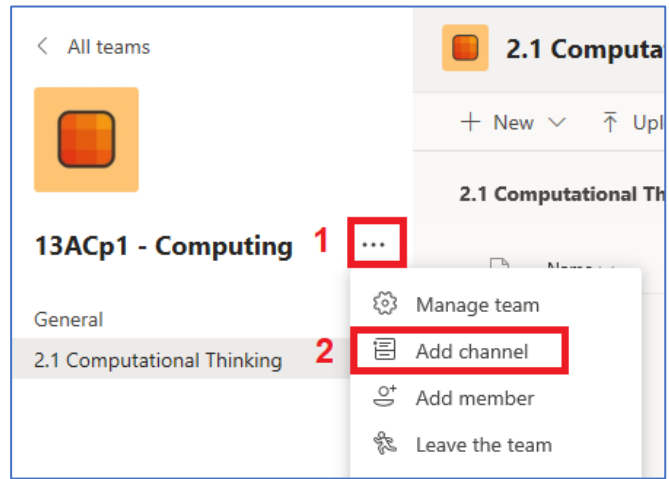 All teams
2.1 Computa
New
Upl
2.1 Computational Th
13ACp1 - Computing 1 ...
General
2.1 Computational Thinking 2
Manage team
Add channel
Add member
Leave the team